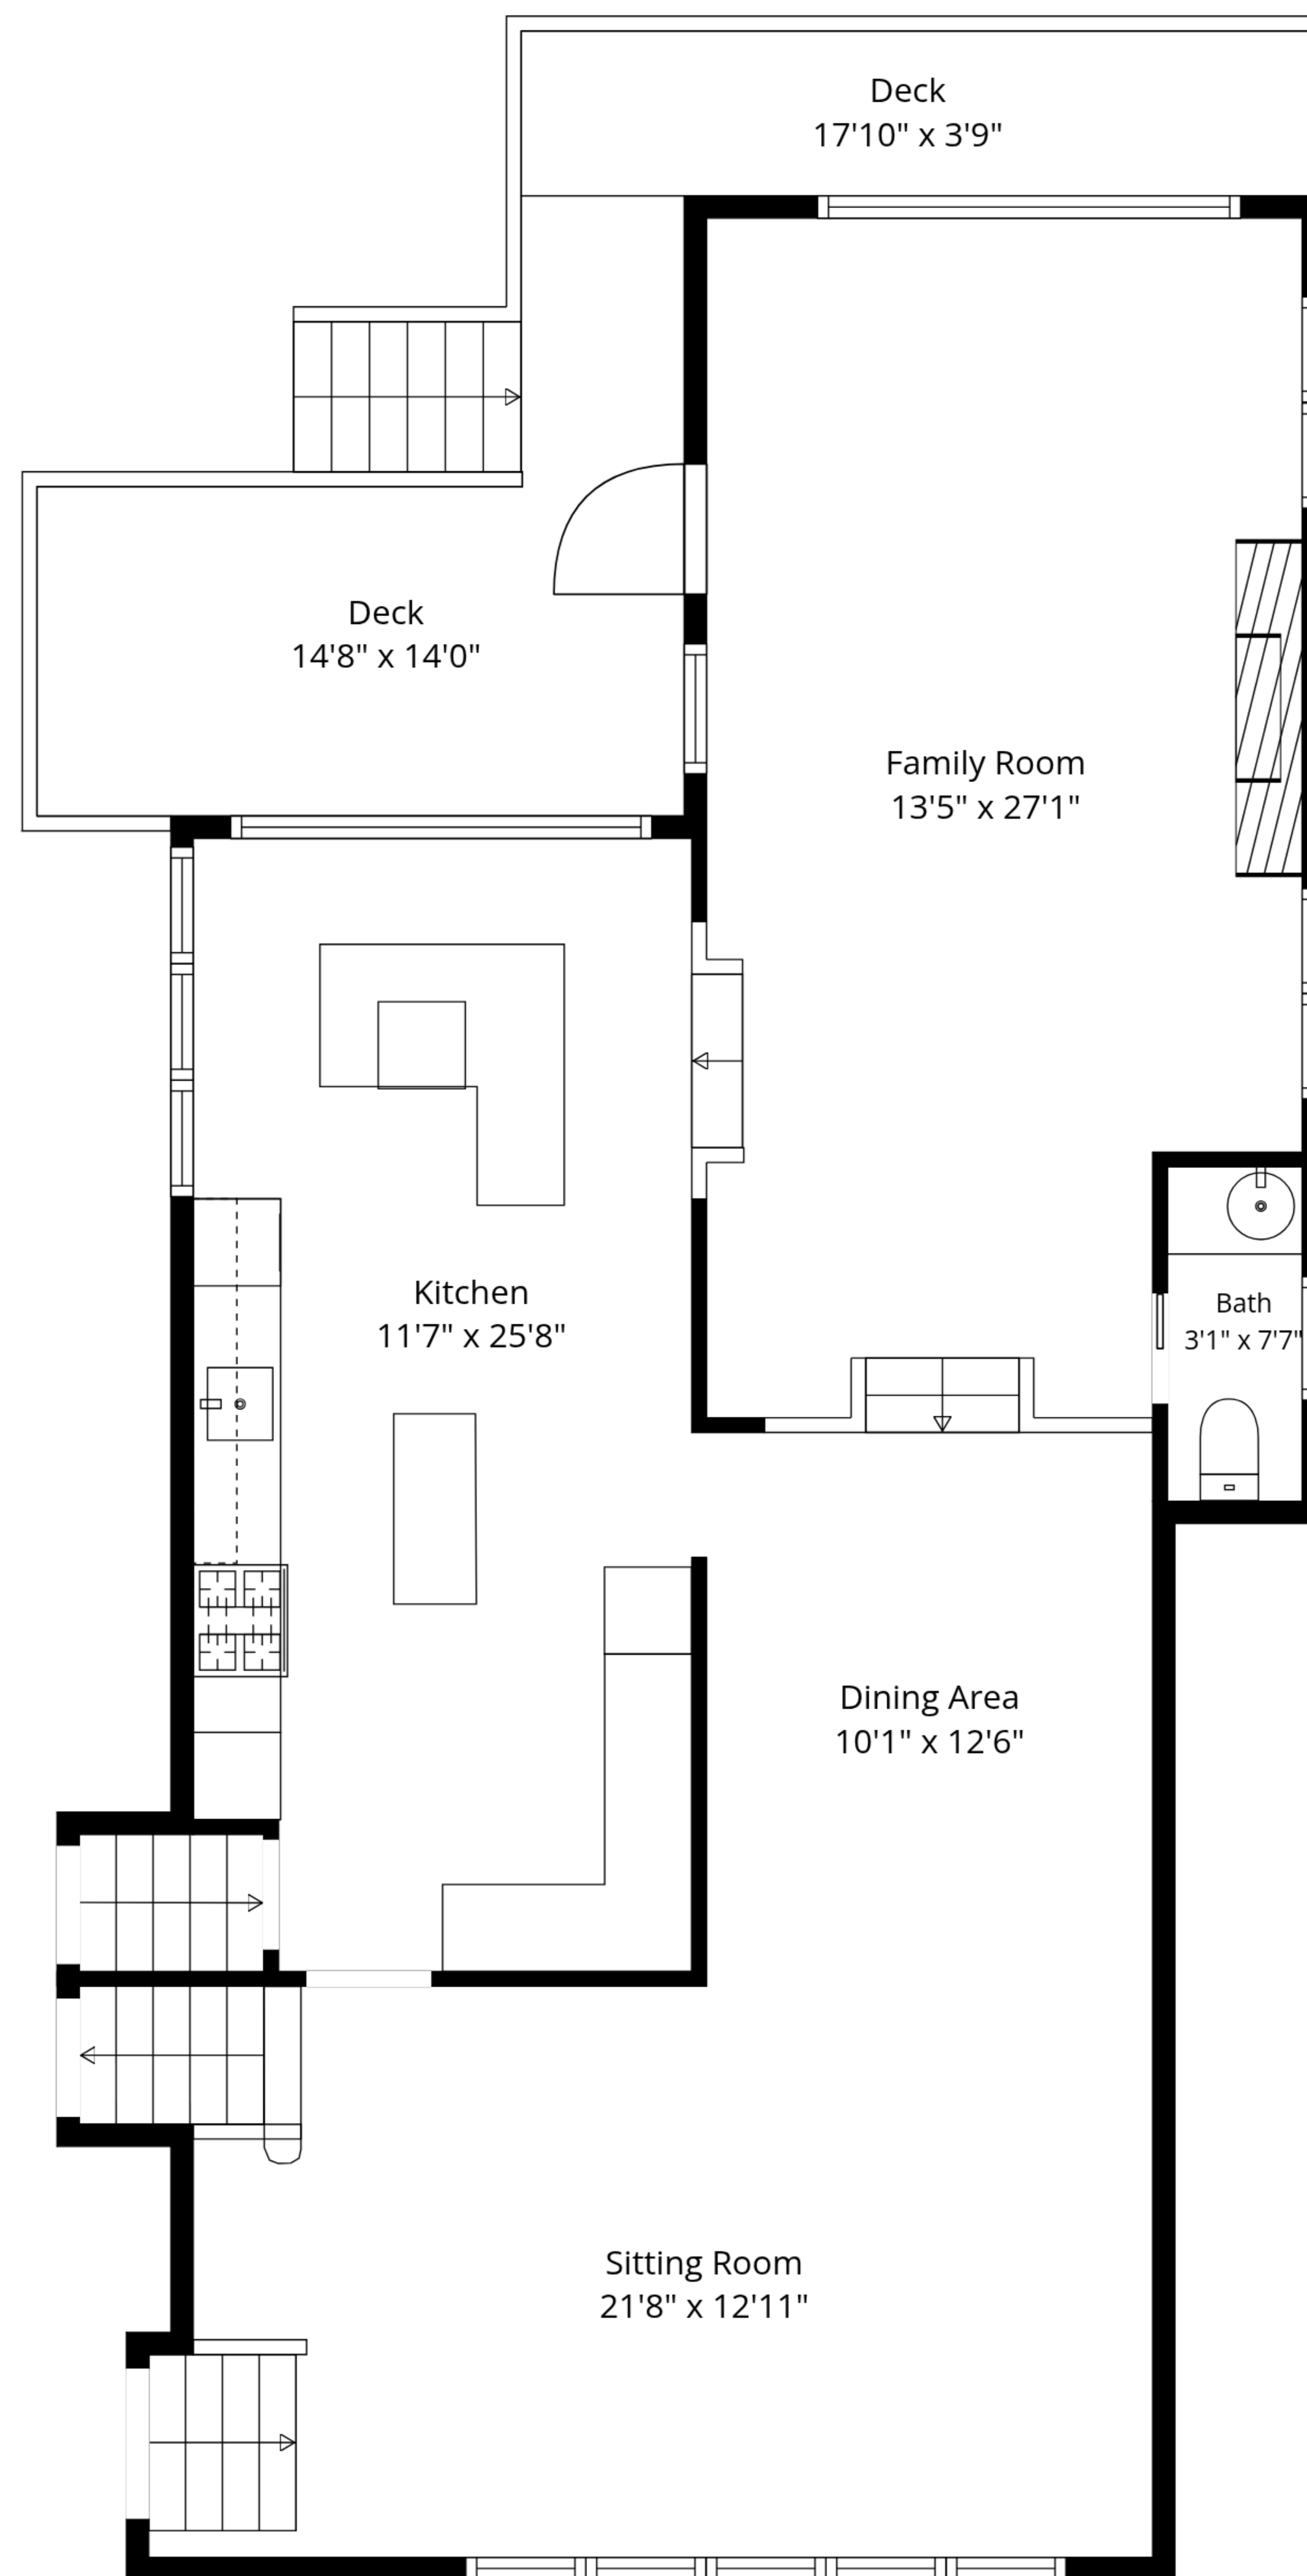 Deck
17'10" x 3'9"
Deck
14'8" x 14'0"
Family Room
13'5" x 27'1"
Kitchen
11'7" x 25'8"
Bath
3'1" x 7'7"
Dining Area
10'1" x 12'6"
Sitting Room
21'8" x 12'11"